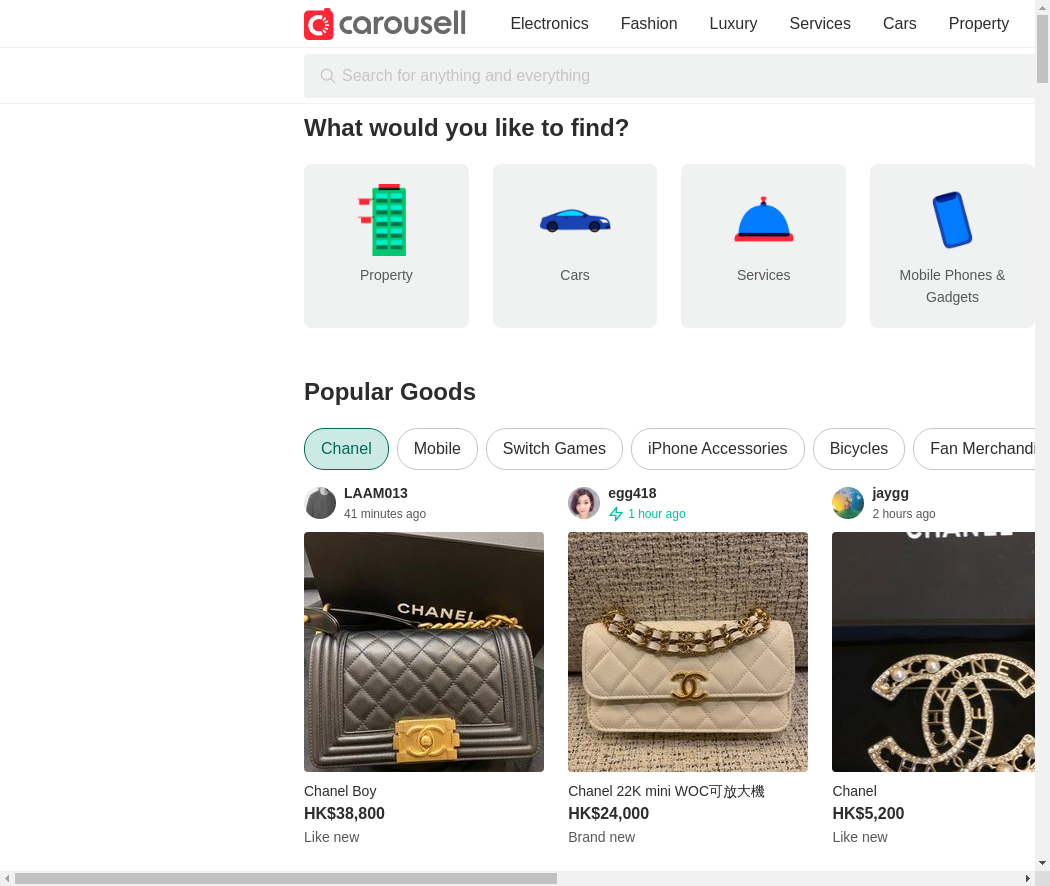 carousell
Electronics
Fashion
Luxury
Services
Cars
Property
Search for anything and everything
What would you like to find?
Property
Cars
Services
Mobile Phones &
Gadgets
Popular Goods
Chanel
Mobile
Switch Games
iPhone Accessories
Bicycles
Fan Merchandi
LAAM013
41 minutes ago
egg418
1 hour ago
jaygg
2 hours ago
CHANEL
CHANEL
Chanel Boy
HK$38,800
Like new
Chanel 22K mini WOC可放大機
HK$24,000
Brand new
Chanel
HK$5,200
Like new